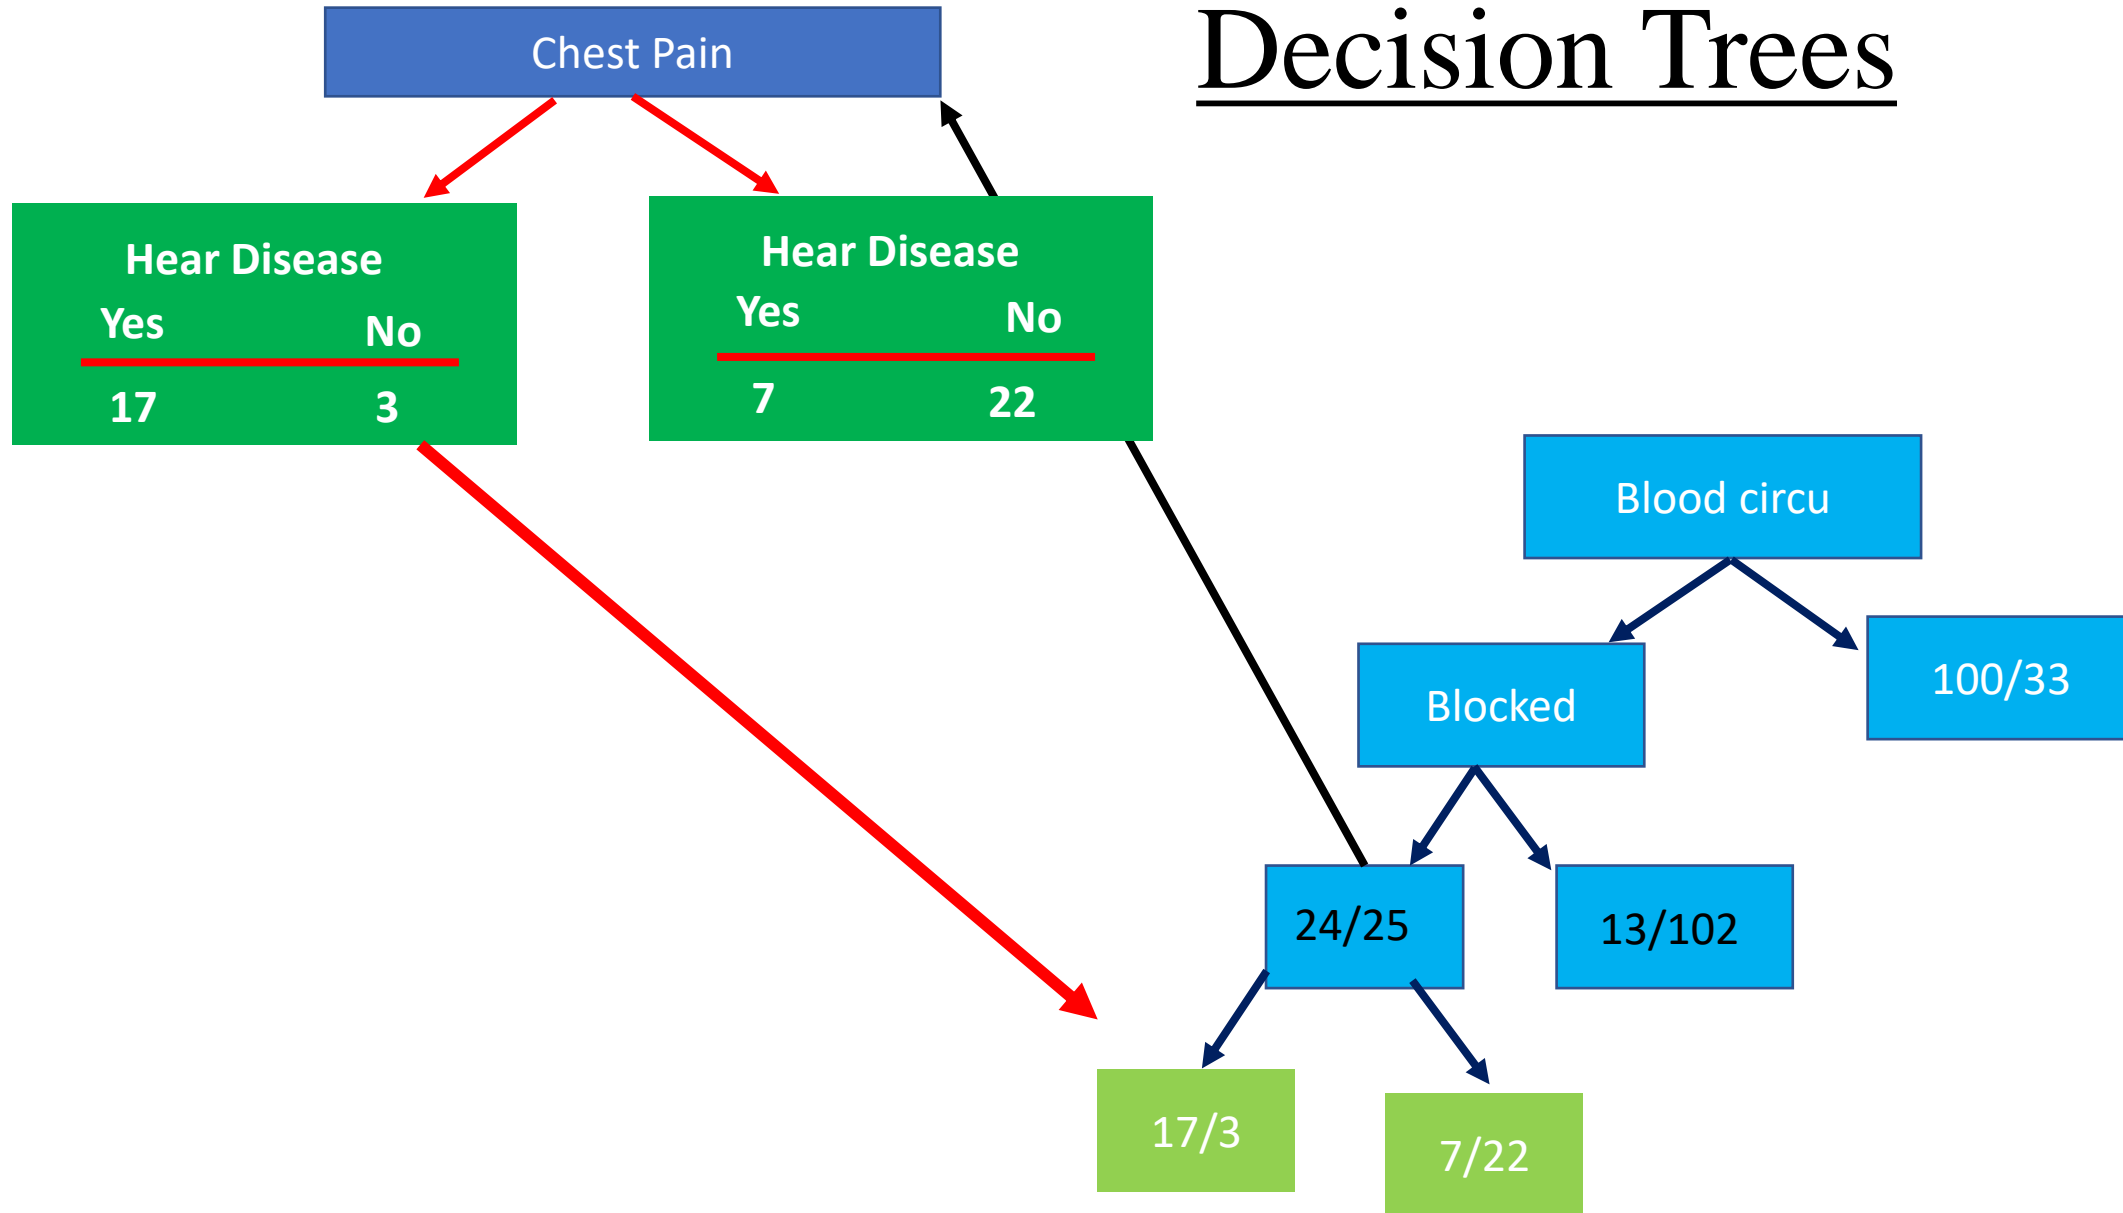 Decision Trees
Chest Pain
Hear Disease
Yes No
17 3
Hear Disease
Yes No
7 22
Blood circu
Blocked
100/33
24/25
13/102
17/3
7/22